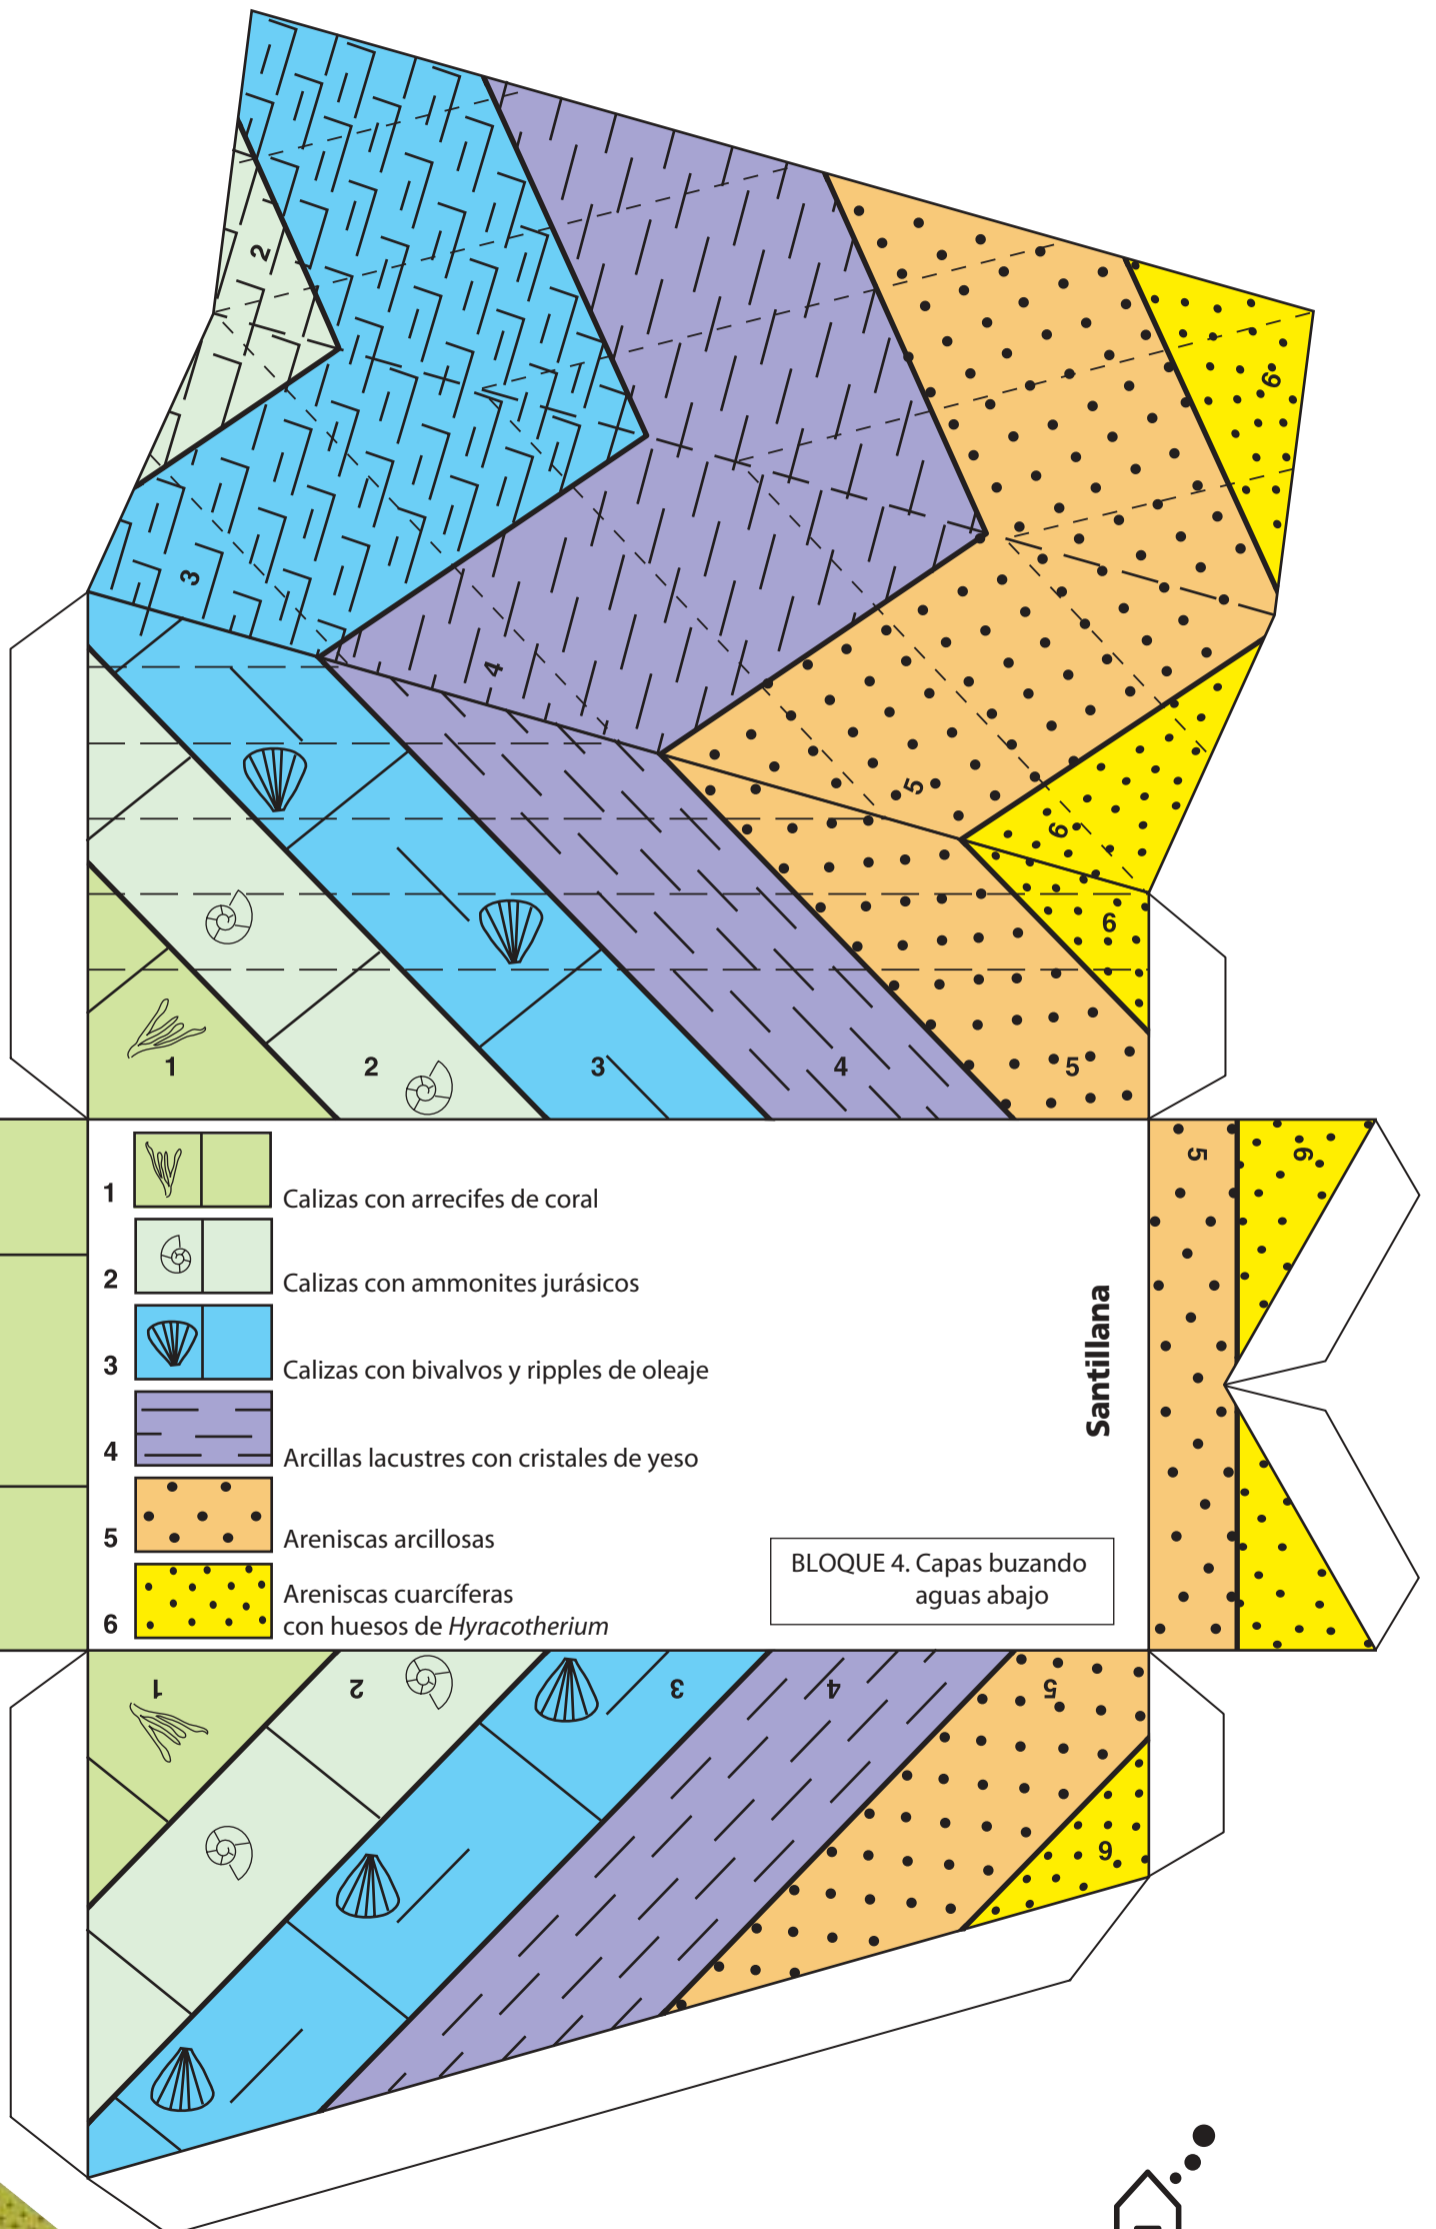 2
6
3
4
5
6
6
1
2
3
4
5
1 Calizas con arrecifes de coral
2 Calizas con ammonites jurásicos
3 Calizas con bivalvos y ripples de oleaje
4 Arcillas lacustres con cristales de yeso
5 Areniscas arcillosas
6 Areniscas cuarcíferas
con huesos de Hyracotherium
Santillana
BLOQUE 4. Capas buzando
aguas abajo
5
6
1
2
3
4
5
6